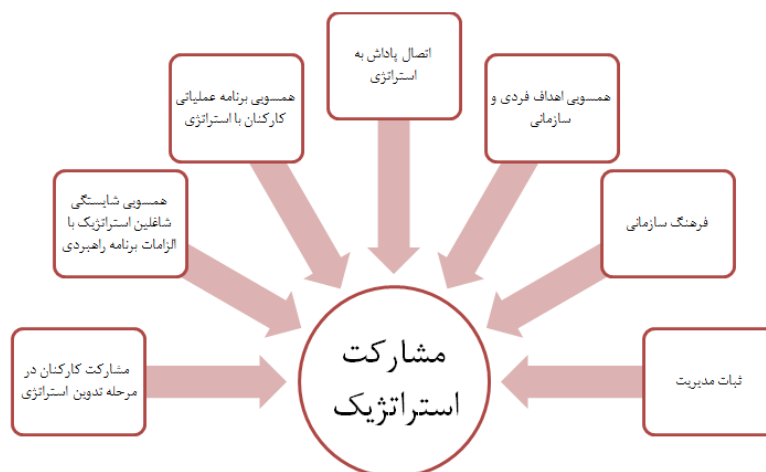 اتصال پاداش به
استراتژی
همسویی اهداف فردی و
سازمانی
همسویی برنامه عملیاتی
کارکنان با استراتژی
فرهنگ سازمانی
همسویی شایستگی
شاغلین استراتژیک با
الزامات برنامه راهبردی
ثبات مدیریت
مشارکت کارکنان در
مرحله تدوین استراتژی
مشارکت
استراتژیک